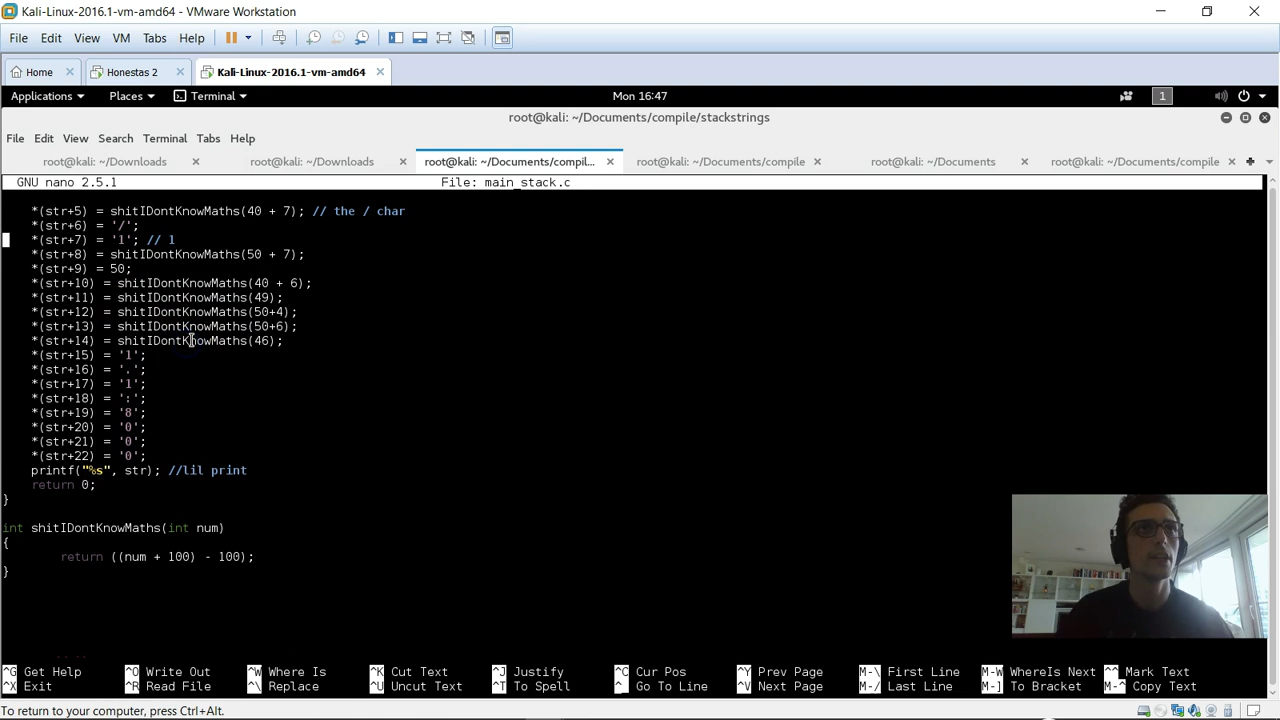 Kali-Linux-2016.1-vm-amd64 - VMware Workstation
File Edit View VM Tabs Help
Home Honestas 2 Kali-Linux-2016.1-vm-amd64
Applications Places Terminal Mon 16:47 1
root@kali: ~/Documents/compile/stackstrings
File Edit View Search Terminal Tabs Help
root@kali: ~/Downloads root@kali: ~/Downloads root@kali: ~/Documents/compil... root@kali: ~/Documents/compile root@kali: ~/Documents root@kali: ~/Documents/compile
GNU nano 2.5.1 File: main_stack.c
*(str+5) = shitIDontKnowMaths(40 + 7); // the / char
*(str+6) = '/';
*(str+7) = '1'; // 1
*(str+8) = shitIDontKnowMaths(50 + 7);
*(str+9) = 50;
*(str+10) = shitIDontKnowMaths(40 + 6);
*(str+11) = shitIDontKnowMaths(49);
*(str+12) = shitIDontKnowMaths(50+4);
*(str+13) = shitIDontKnowMaths(50+6);
*(str+14) = shitIDontKnowMaths(46);
*(str+15) = '1';
*(str+16) = '.';
*(str+17) = '1';
*(str+18) = ':';
*(str+19) = '8';
*(str+20) = '0';
*(str+21) = '0';
*(str+22) = '0';
printf("%s", str); //lil print
return 0;
}
int shitIDontKnowMaths(int num)
{
return ((num + 100) - 100);
}
^G Get Help ^O Write Out ^W Where Is ^K Cut Text ^J Justify ^C Cur Pos ^Y Prev Page M-\ First Line M-W WhereIs Next ^^ Mark Text
^X Exit ^R Read File ^\ Replace ^U Uncut Text ^T To Spell ^_ Go To Line ^V Next Page M-/ Last Line M-] To Bracket M-^ Copy Text
To return to your computer, press Ctrl+Alt.